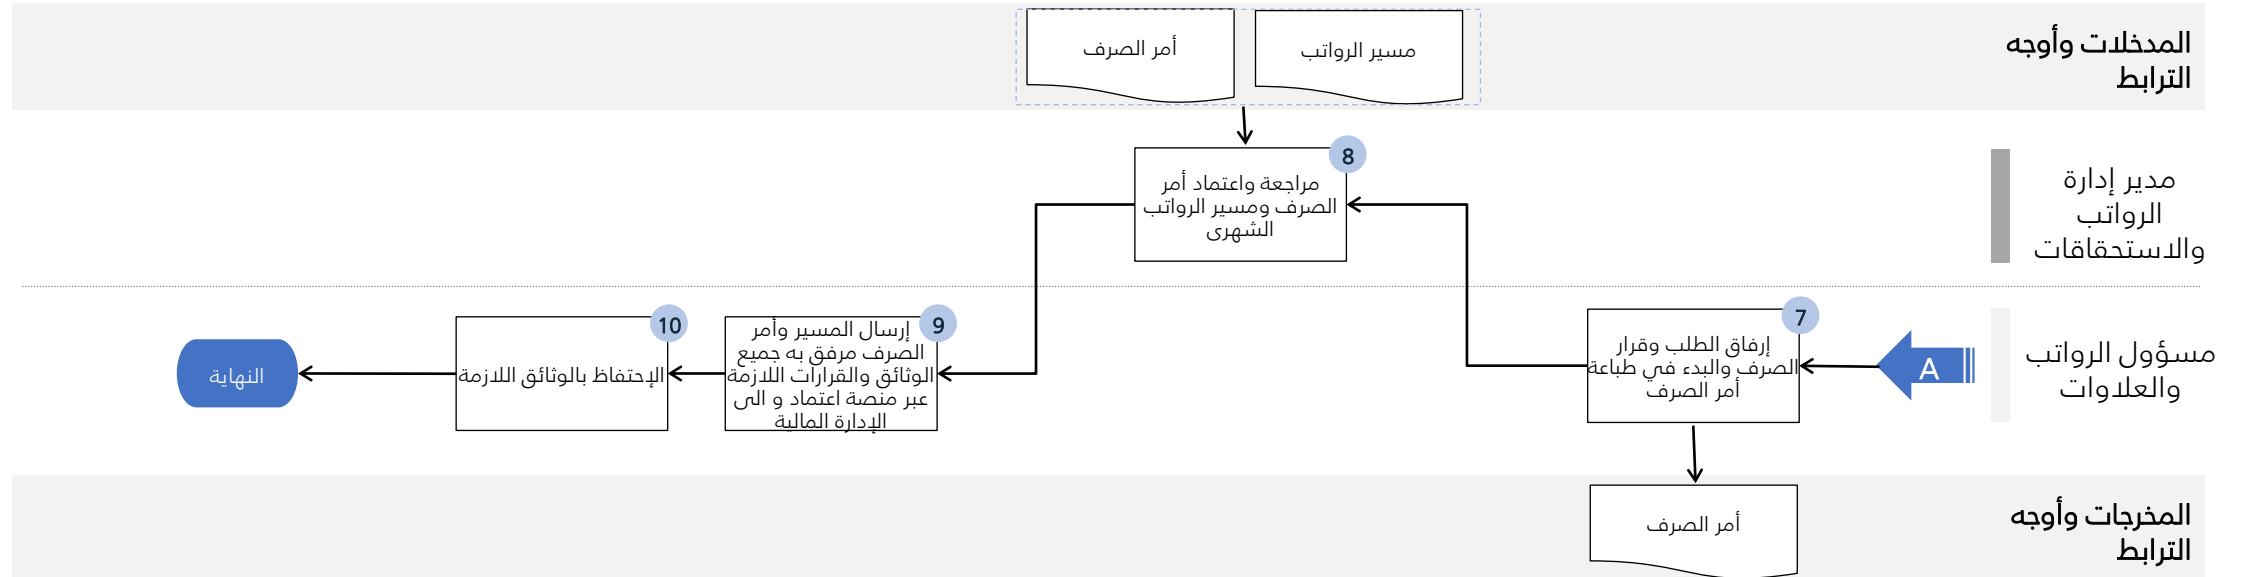 المدخلات وأوجه
الترابط
مسير الرواتب
أمر الصرف
مدير إدارة
الرواتب
والاستحقاقات
8
مراجعة واعتماد أمر
الصرف ومسير الرواتب
الشهري
مسؤول الرواتب
والعلاوات
A
7
إرفاق الطلب وقرار
الصرف والبدء في طباعة
أمر الصرف
9
إرسال المسير وأمر
الصرف مرفق به جميع
الوثائق والقرارات اللازمة
عبر منصة اعتماد و الى
الإدارة المالية
10
الإحتفاظ بالوثائق اللازمة
النهاية
المخرجات وأوجه
الترابط
أمر الصرف